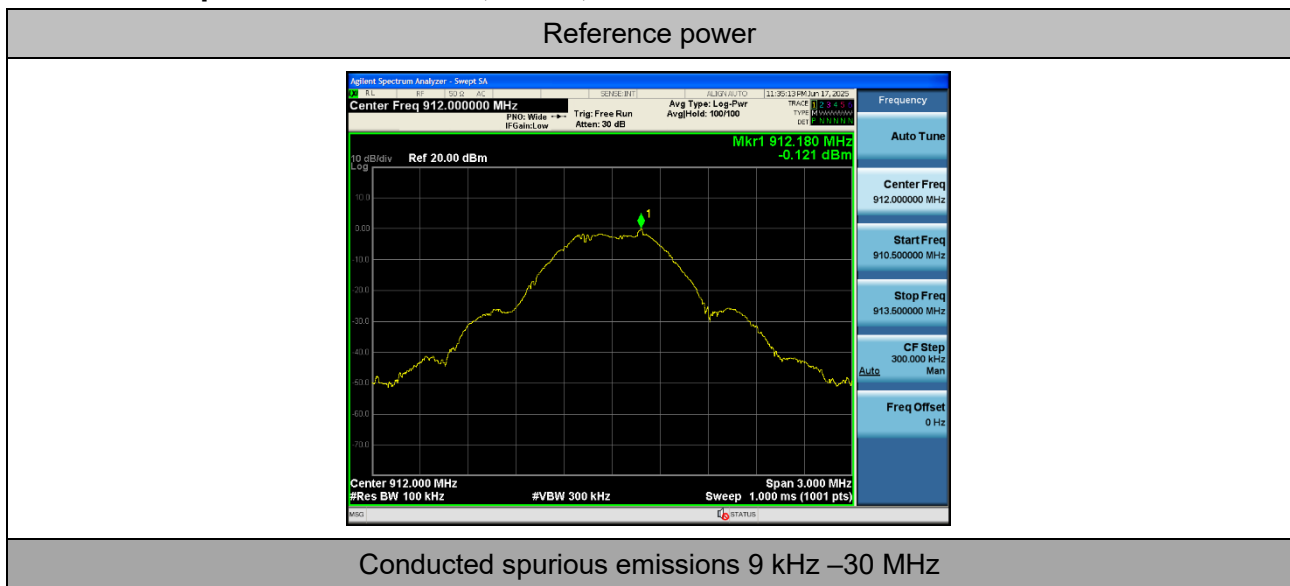 Reference power
Agilent Spectrum Analyzer - Swept SA
RL RF 50 Ω AC SENSE:INT ALIGN AUTO 11:35:13 PM Jun 17, 2025
Center Freq 912.000000 MHz
PNO: Wide
IFGain:Low
Trig: Free Run
Atten: 30 dB
Avg Type: Log-Pwr
Avg|Hold: 100/100
TRACE 1 2 3 4 5 6
TYPE M WWWWW
DET P N N N N N
Mkr1 912.180 MHz
-0.121 dBm
10 dB/div Ref 20.00 dBm
Log
10.0
0.00
-10.0
-20.0
-30.0
-40.0
-50.0
-60.0
-70.0
1
Center 912.000 MHz Span 3.000 MHz
#Res BW 100 kHz #VBW 300 kHz Sweep 1.000 ms (1001 pts)
MSG STATUS
Frequency
Auto Tune
Center Freq
912.000000 MHz
Start Freq
910.500000 MHz
Stop Freq
913.500000 MHz
CF Step
300.000 kHz
Auto Man
Freq Offset
0 Hz
Conducted spurious emissions 9 kHz –30 MHz